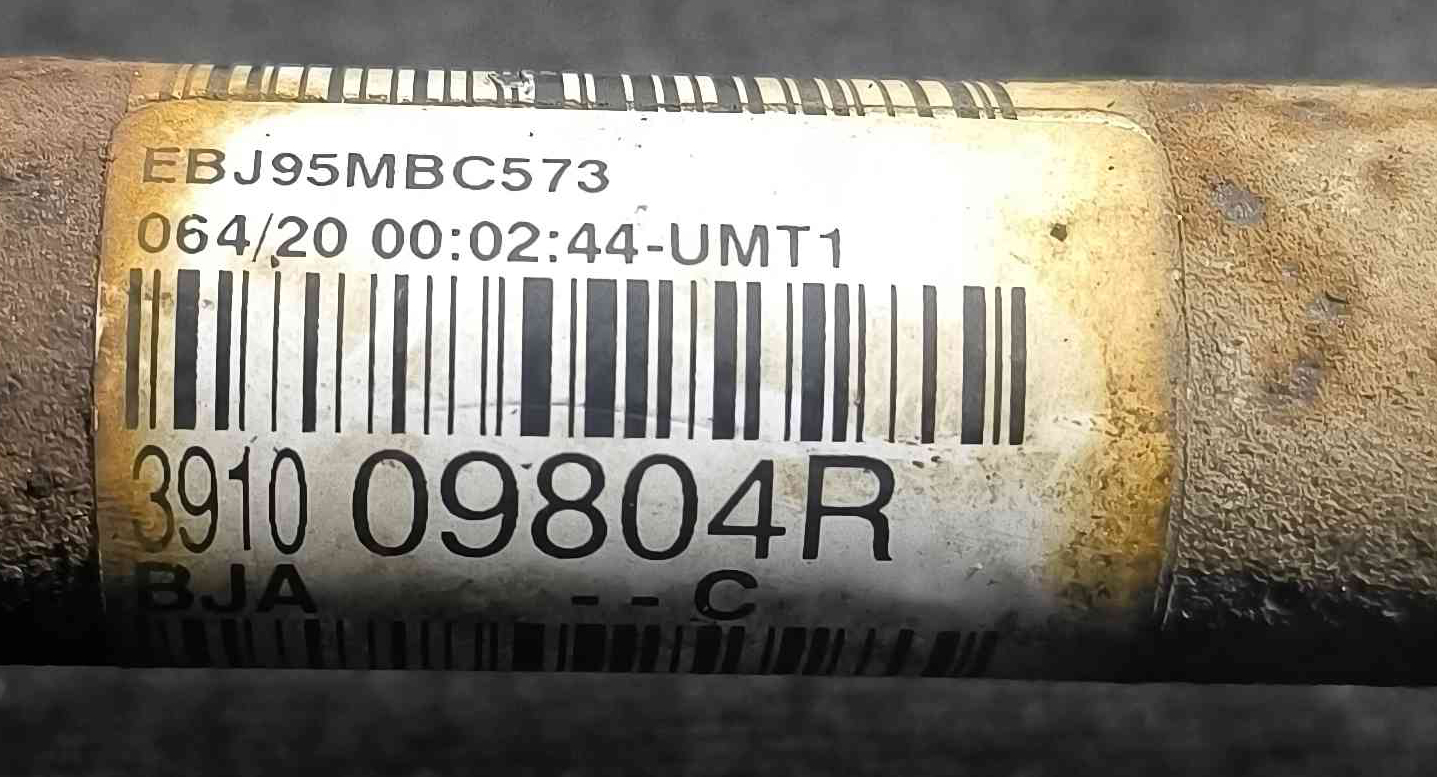 EBJ95MBC573
064/20 00:02:44-UMT1
3910 09804R
BJA --C